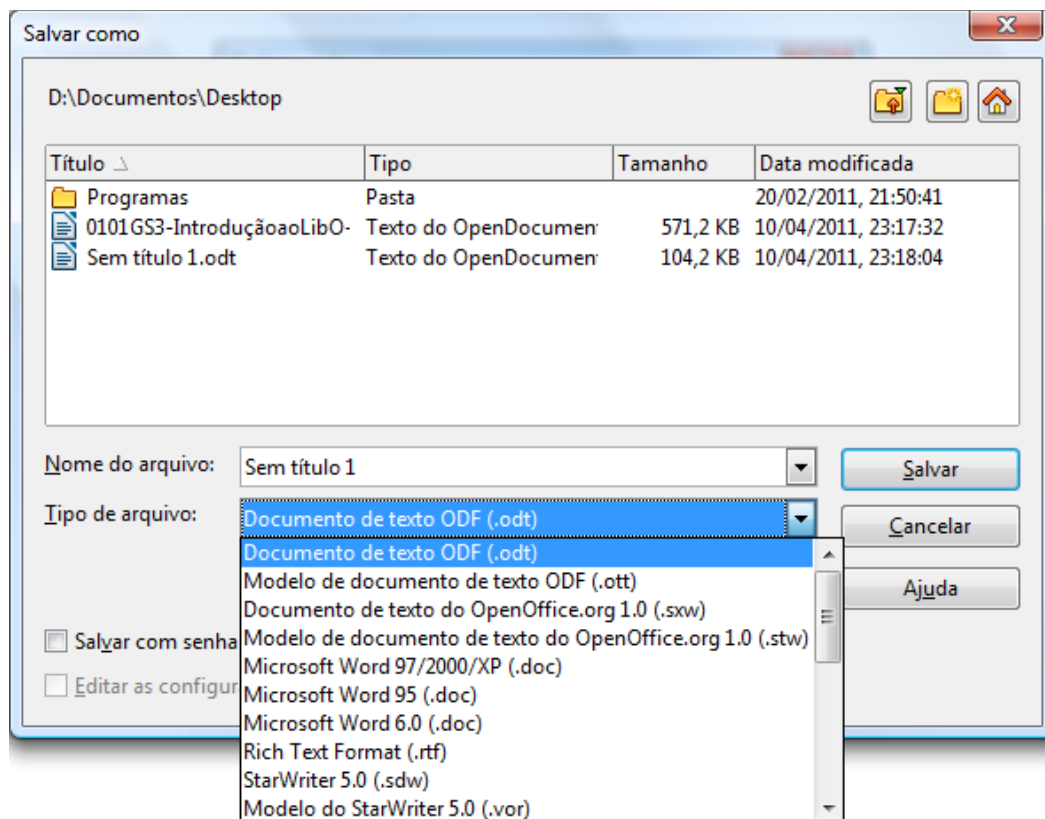 Salvar como
D:\Documentos\Desktop
Título Tipo Tamanho Data modificada
Programas Pasta 20/02/2011, 21:50:41
0101GS3-IntroduçãoaoLibO- Texto do OpenDocumen 571,2 KB 10/04/2011, 23:17:32
Sem título 1.odt Texto do OpenDocumen 104,2 KB 10/04/2011, 23:18:04
Nome do arquivo: Sem título 1 Salvar
Tipo de arquivo: Documento de texto ODF (.odt) Cancelar
Documento de texto ODF (.odt)
Modelo de documento de texto ODF (.ott) Ajuda
Documento de texto do OpenOffice.org 1.0 (.sxw)
Salvar com senha Modelo de documento de texto do OpenOffice.org 1.0 (.stw)
Microsoft Word 97/2000/XP (.doc)
Editar as configur Microsoft Word 95 (.doc)
Microsoft Word 6.0 (.doc)
Rich Text Format (.rtf)
StarWriter 5.0 (.sdw)
Modelo do StarWriter 5.0 (.vor)